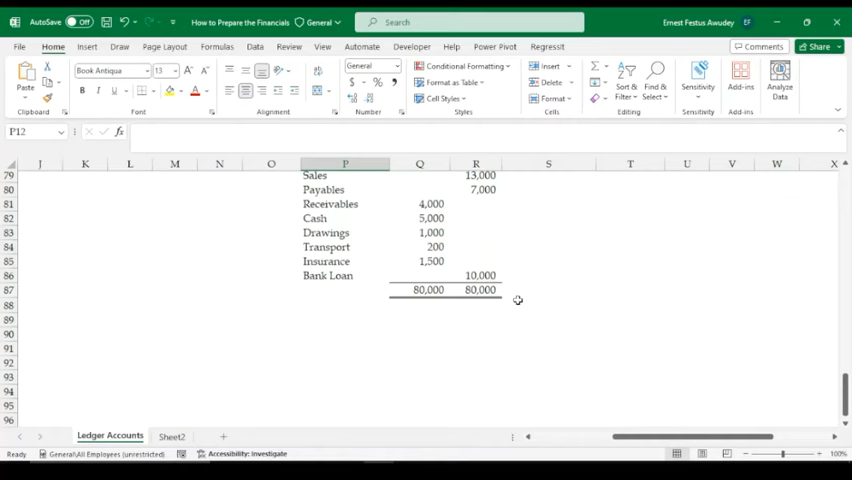 AutoSave Off How to Prepare the Financials General Search Ernest Festus Awudey EF
File Home Insert Draw Page Layout Formulas Data Review View Automate Developer Help Power Pivot Regressit Comments Share
Paste Book Antiqua 13 General Conditional Formatting Format as Table Cell Styles Insert Delete Format Sort & Filter Find & Select Sensitivity Add-ins Analyze Data
Clipboard Font Alignment Number Styles Cells Editing Sensitivity Add-ins
P12 fx
J K L M N O P Q R S T U V W X
79 Sales 13,000
80 Payables 7,000
81 Receivables 4,000
82 Cash 5,000
83 Drawings 1,000
84 Transport 200
85 Insurance 1,500
86 Bank Loan 10,000
87 80,000 80,000
88
89
90
91
92
93
94
95
96
Ledger Accounts Sheet2
Ready General\All Employees (unrestricted) Accessibility: Investigate 100%